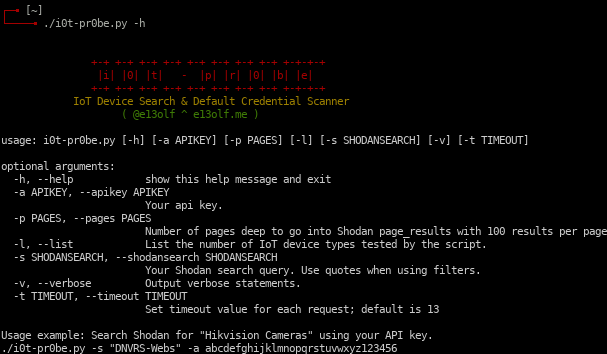 [~]
./i0t-pr0be.py -h
+-+ +-+ +-+ +-+ +-+ +-+ +-+ +-+ +-+-+-+
|i| |0| |t| - |p| |r| |0| |b| |e|
+-+ +-+ +-+ +-+ +-+ +-+ +-+ +-+ +-+-+-+
IoT Device Search & Default Credential Scanner
( @e13olf ^ e13olf.me )
usage: i0t-pr0be.py [-h] [-a APIKEY] [-p PAGES] [-l] [-s SHODANSEARCH] [-v] [-t TIMEOUT]
optional arguments:
-h, --help show this help message and exit
-a APIKEY, --apikey APIKEY
Your api key.
-p PAGES, --pages PAGES
Number of pages deep to go into Shodan page_results with 100 results per page
-l, --list List the number of IoT device types tested by the script.
-s SHODANSEARCH, --shodansearch SHODANSEARCH
Your Shodan search query. Use quotes when using filters.
-v, --verbose Output verbose statements.
-t TIMEOUT, --timeout TIMEOUT
Set timeout value for each request; default is 13
Usage example: Search Shodan for "Hikvision Cameras" using your API key.
./i0t-pr0be.py -s "DNVRS-Webs" -a abcdefghijklmnopqrstuvwxyz123456